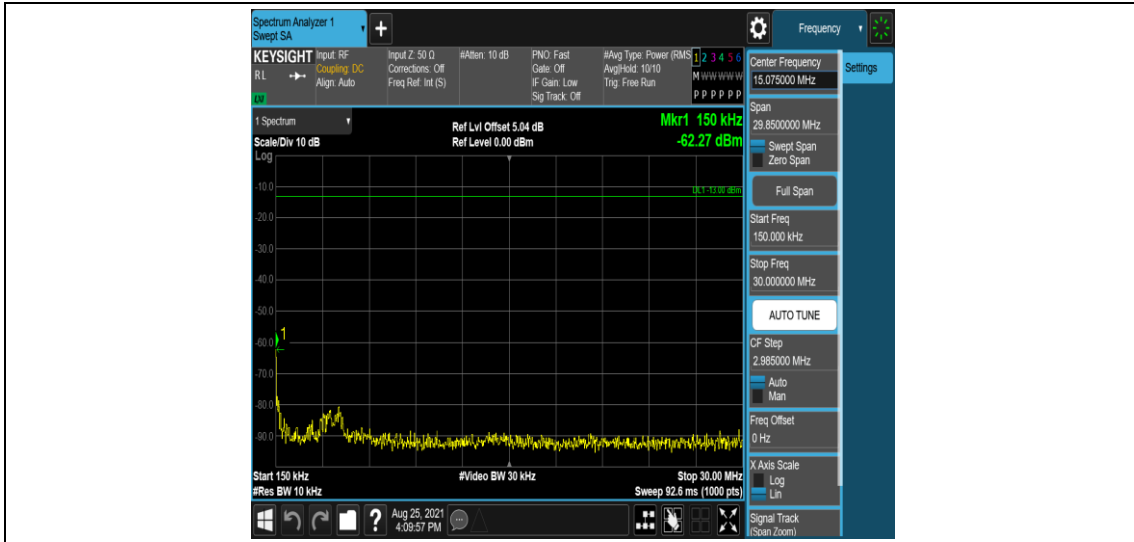 Spectrum Analyzer 1
Swept SA
Frequency
KEYSIGHT
RL
Input: RF
Coupling: DC
Align: Auto
Input Z: 50 Ω
Corrections: Off
Freq Ref: Int (S)
#Atten: 10 dB
PNO: Fast
Gate: Off
IF Gain: Low
Sig Track: Off
#Avg Type: Power (RMS
Avg|Hold: 10/10
Trig: Free Run
1 2 3 4 5 6
M W W W W W
P P P P P P
1 Spectrum
Scale/Div 10 dB
Log
Ref Lvl Offset 5.04 dB
Ref Level 0.00 dBm
Mkr1 150 kHz
-62.27 dBm
DL1 -13.00 dBm
-10.0
-20.0
-30.0
-40.0
-50.0
-60.0
-70.0
-80.0
-90.0
1
Start 150 kHz
#Res BW 10 kHz
#Video BW 30 kHz
Stop 30.00 MHz
Sweep 92.6 ms (1000 pts)
?
Aug 25, 2021
4:09:57 PM
Center Frequency
15.075000 MHz
Settings
Span
29.8500000 MHz
Swept Span
Zero Span
Full Span
Start Freq
150.000 kHz
Stop Freq
30.000000 MHz
AUTO TUNE
CF Step
2.985000 MHz
Auto
Man
Freq Offset
0 Hz
X Axis Scale
Log
Lin
Signal Track
(Span Zoom)